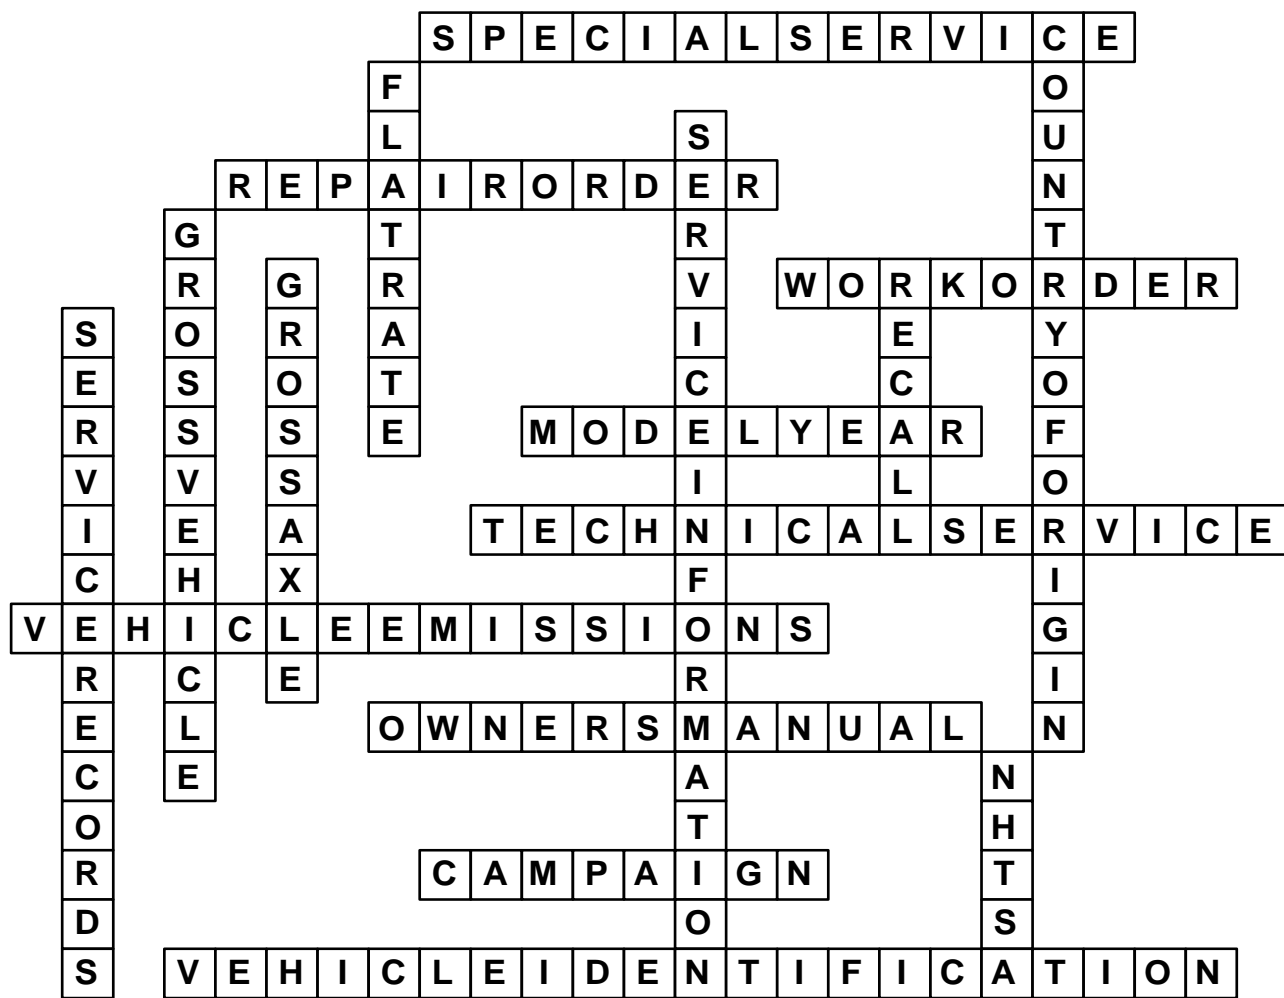 SPECIALSERVICE
COUNTRYOFORIGIN
FLATRATE
SERVICEINFORMATION
REPAIRORDER
GROSSVEHICLE
GROSSAXLE
WORKORDER
RECALL
SERVICERECORDS
MODELYEAR
TECHNICALSERVICE
VEHICLEEMISSIONS
OWNERSMANUAL
NHTSA
CAMPAIGN
VEHICLEIDENTIFICATION